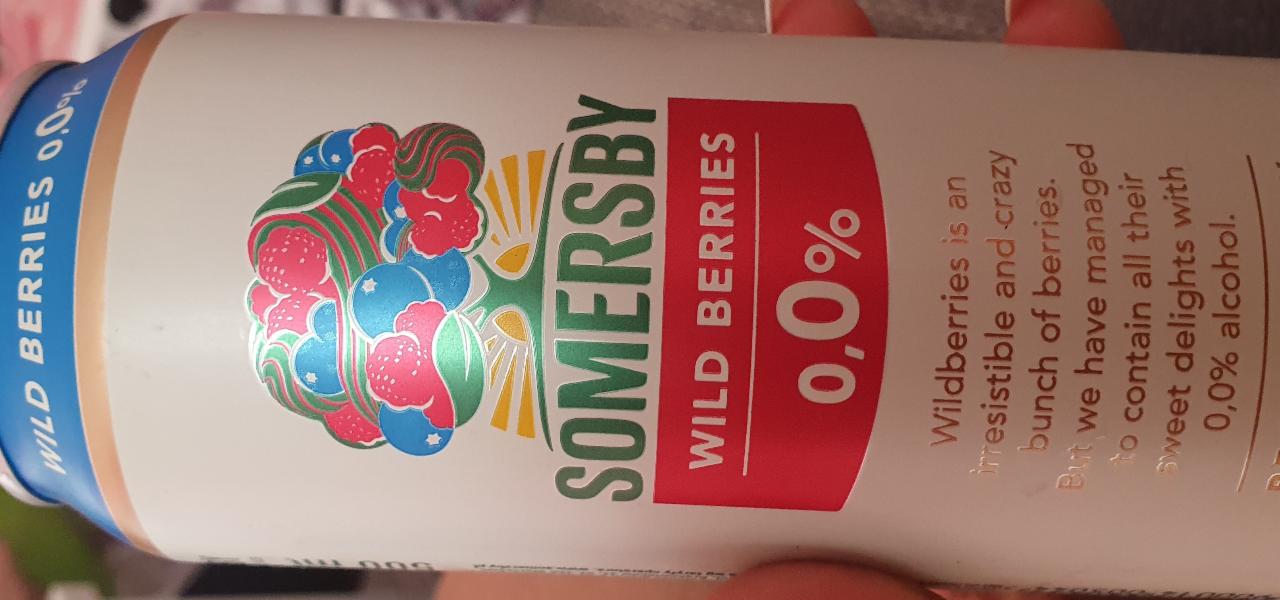 WILD BERRIES 0.0%
SOMERSBY
WILD BERRIES
0,0%
Wildberries is an
irresistible and crazy
bunch of berries.
But we have managed
to contain all their
sweet delights with
0,0% alcohol.